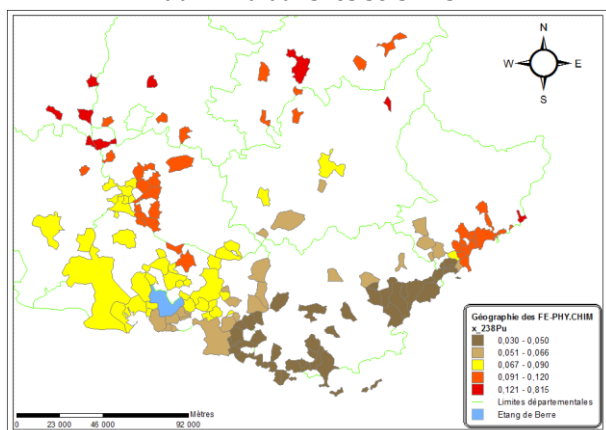 N
W E
S
Géographie des FE-PHY.CHIM
x_238Pu
0,030 - 0,050
0,051 - 0,066
0,067 - 0,090
0,091 - 0,120
0,121 - 0,815
Limites départementales
Etang de Berre
Mètres
0 23 000 46 000 92 000